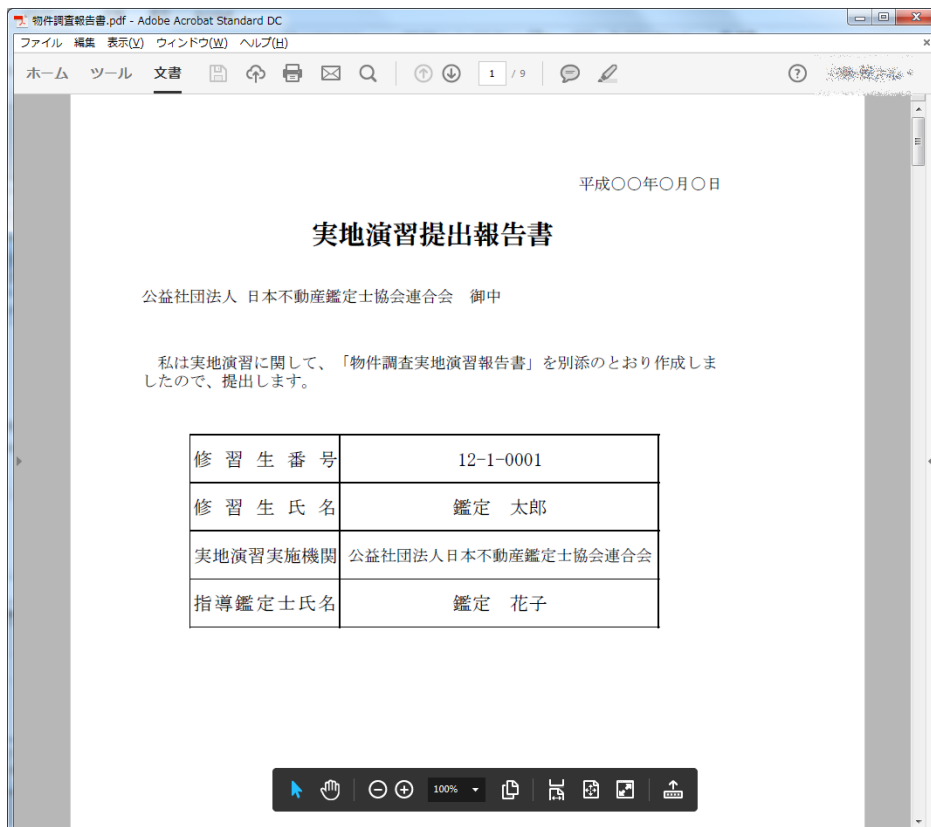 物件調査報告書.pdf - Adobe Acrobat Standard DC
ファイル 編集 表示(V) ウィンドウ(W) ヘルプ(H)
ホーム ツール 文書 1 / 9
平成〇〇年〇月〇日
実地演習提出報告書
公益社団法人 日本不動産鑑定士協会連合会 御中
私は実地演習に関して、「物件調査実地演習報告書」を別添のとおり作成しま
したので、提出します。
修習生番号 12-1-0001
修習生氏名 鑑定 太郎
実地演習実施機関 公益社団法人日本不動産鑑定士協会連合会
指導鑑定士氏名 鑑定 花子
100%